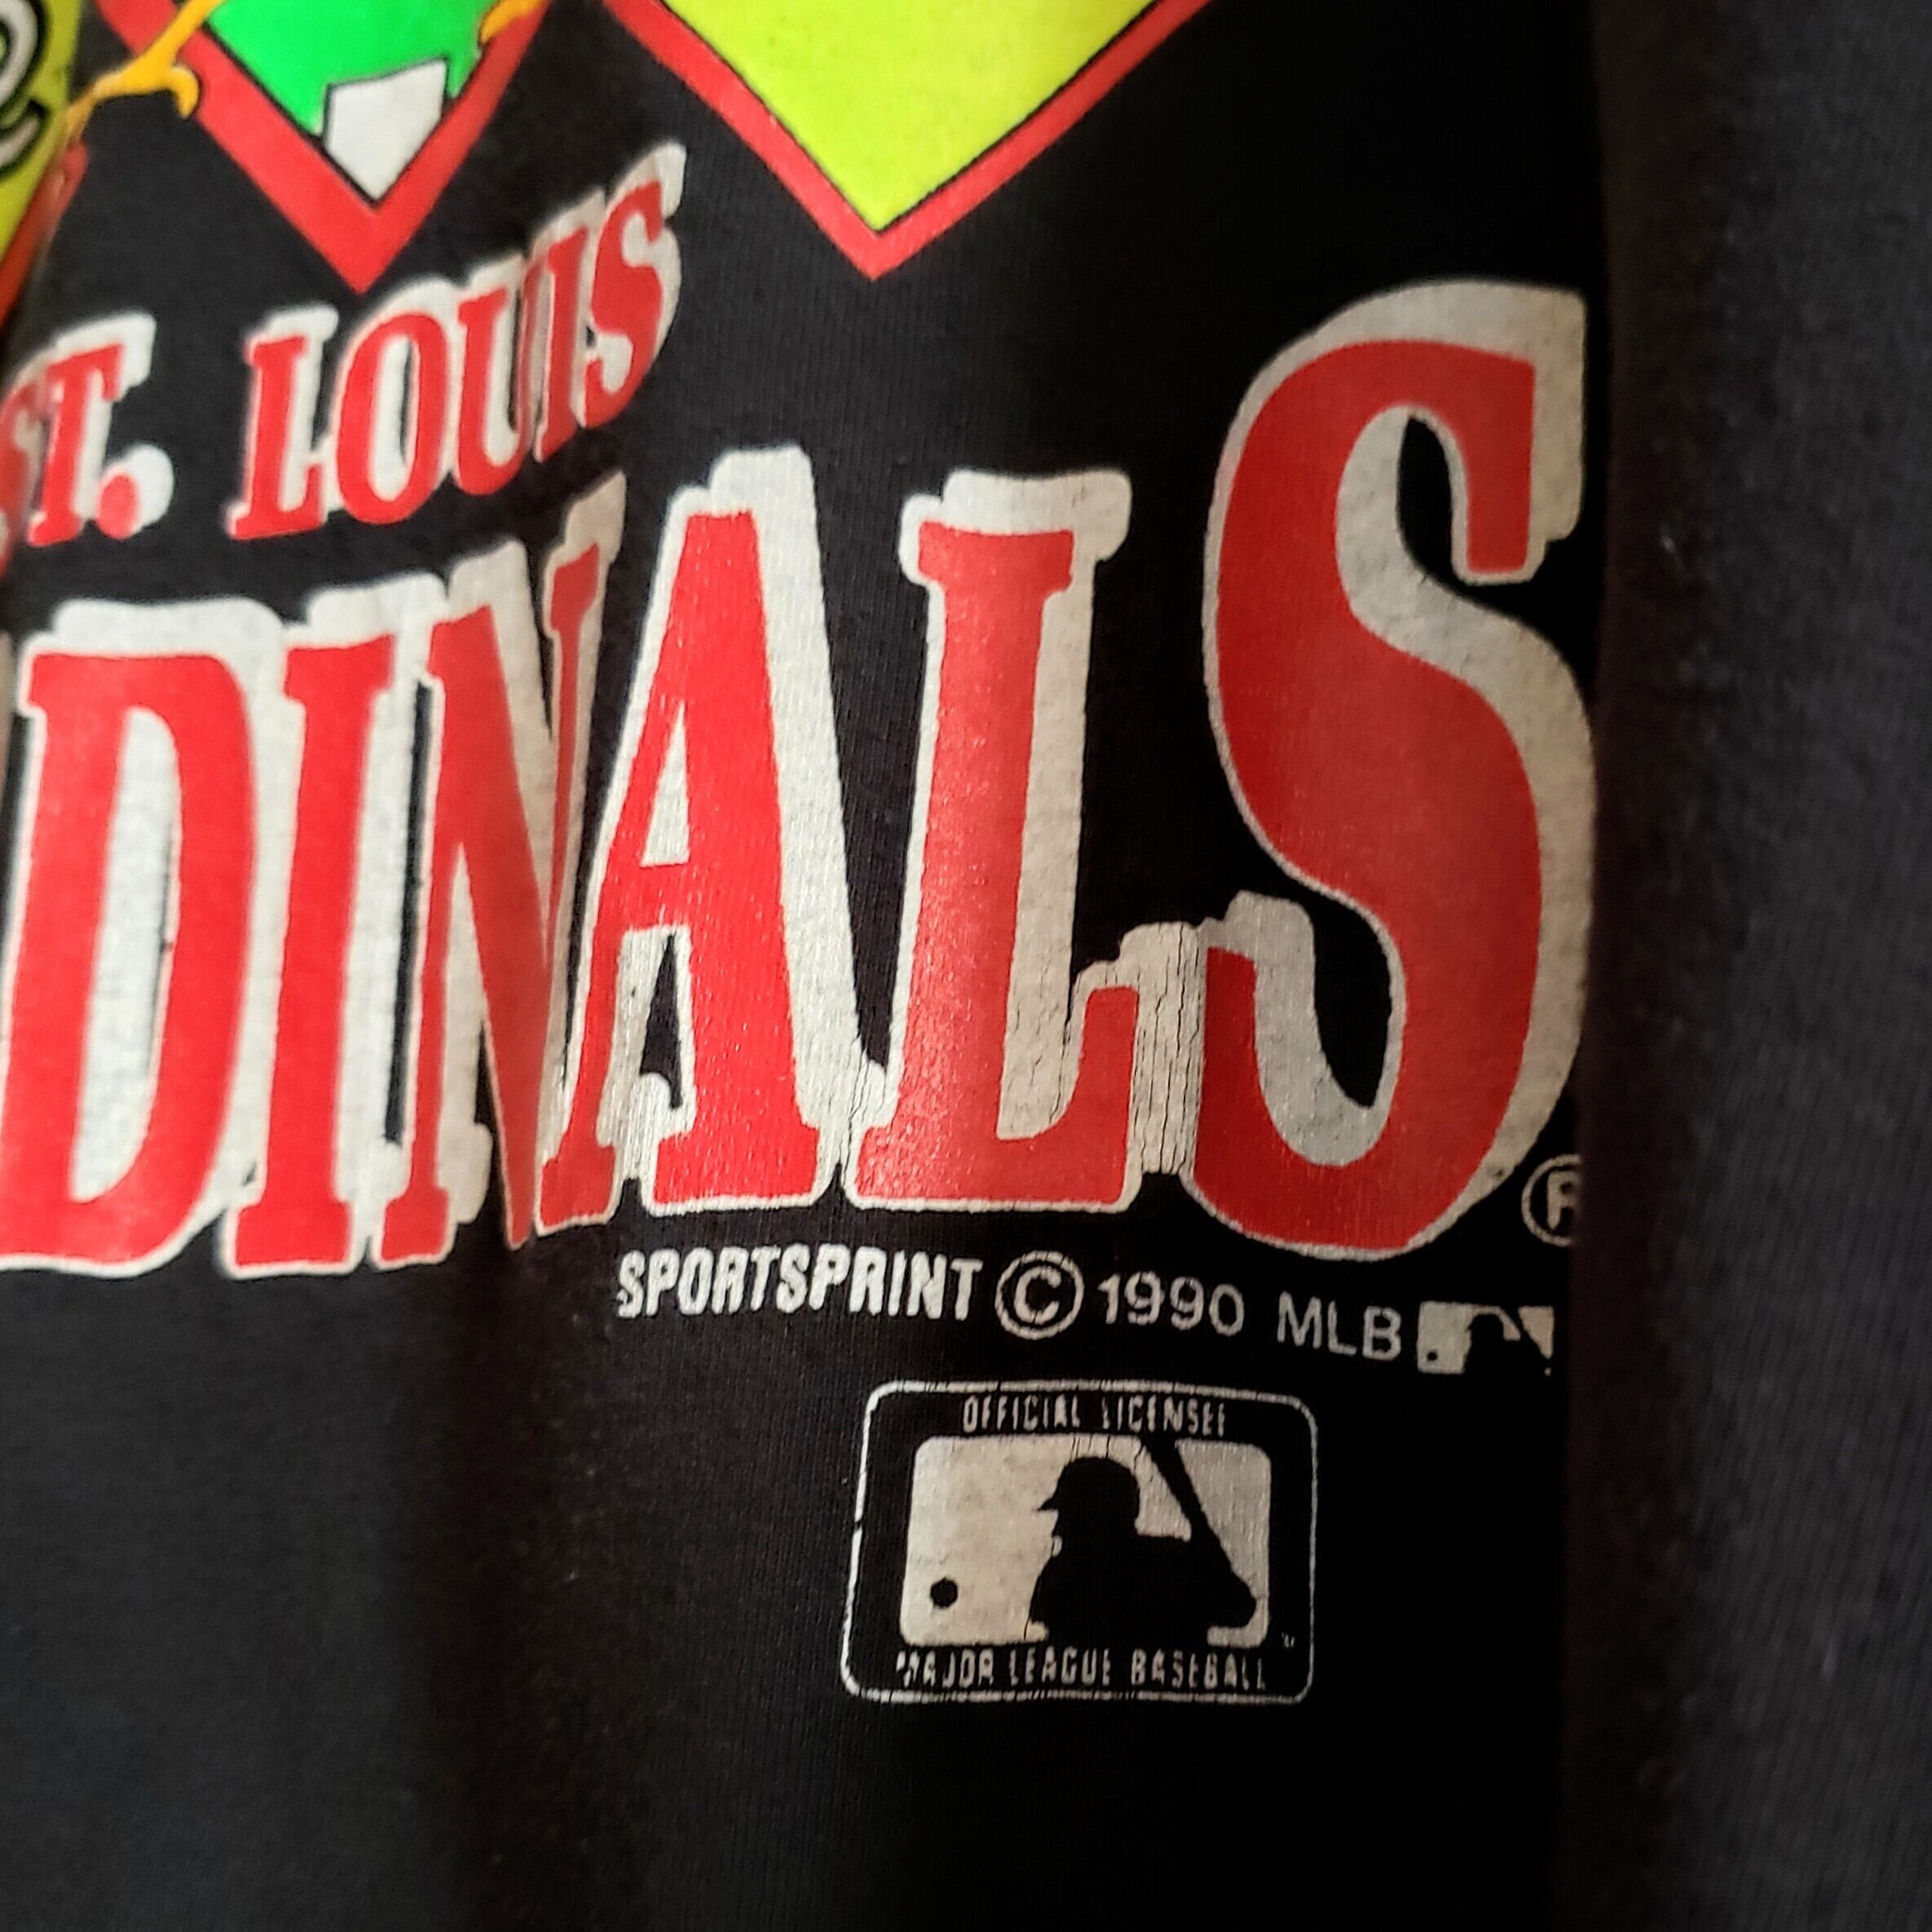 ST. LOUIS
DINALS ®
SPORTSPRINT © 1990 MLB
OFFICIAL LICENSEE
MAJOR LEAGUE BASEBALL